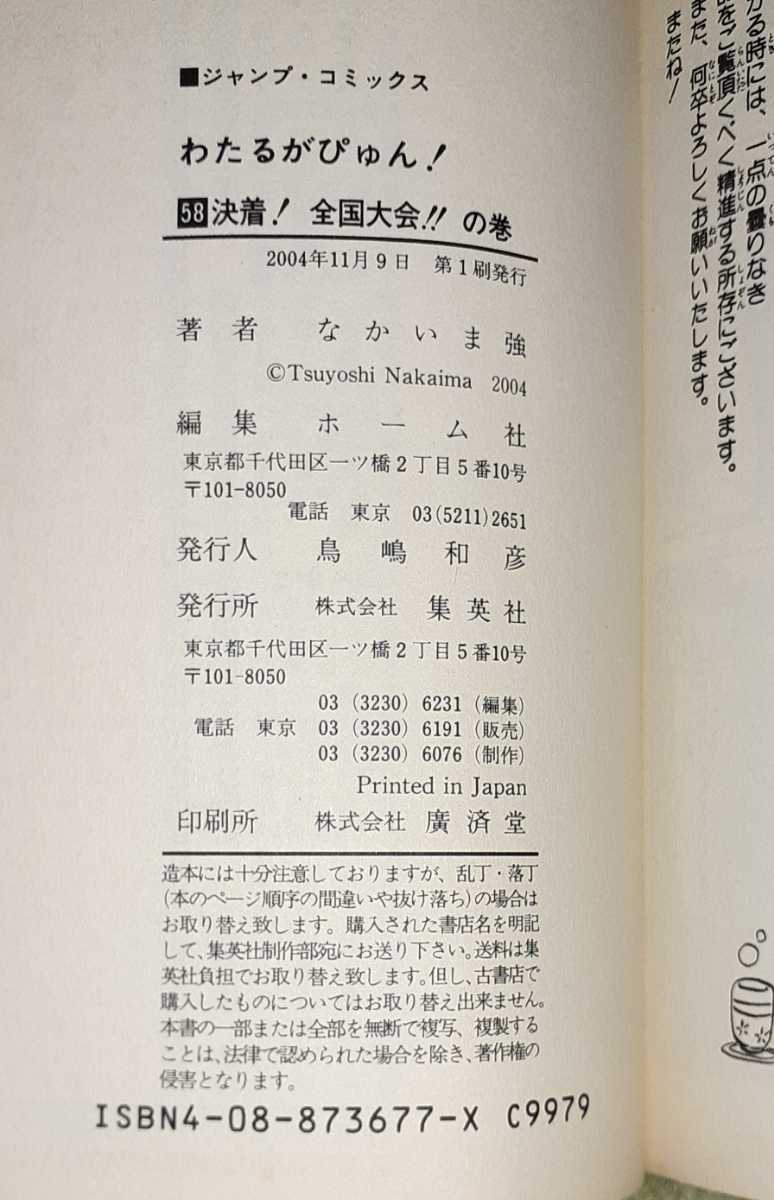 ■ジャンプ・コミックス
わたるがぴゅん！
58決着！ 全国大会!! の巻
2004年11月9日 第1刷発行
著者 なかいま強
©Tsuyoshi Nakaima 2004
編集 ホーム社
東京都千代田区一ツ橋2丁目5番10号
〒101-8050
電話 東京 03(5211)2651
発行人 鳥嶋和彦
発行所 株式会社 集英社
東京都千代田区一ツ橋2丁目5番10号
〒101-8050
03 (3230) 6231 (編集)
電話 東京 03 (3230) 6191 (販売)
03 (3230) 6076 (制作)
Printed in Japan
印刷所 株式会社 廣済堂
造本には十分注意しておりますが、乱丁・落丁
(本のページ順序の間違いや抜け落ち)の場合は
お取り替え致します。購入された書店名を明記
して、集英社制作部宛にお送り下さい。送料は集
英社負担でお取り替え致します。但し、古書店で
購入したものについてはお取り替え出来ません。
本書の一部または全部を無断で複写、複製する
ことは、法律で認められた場合を除き、著作権の
侵害となります。
ISBN4-08-873677-X C9979
かる時には、一点の曇りなき
をご覧頂くべく精進する所存にございます。
また、何卒よろしくお願いいたします。
またね！